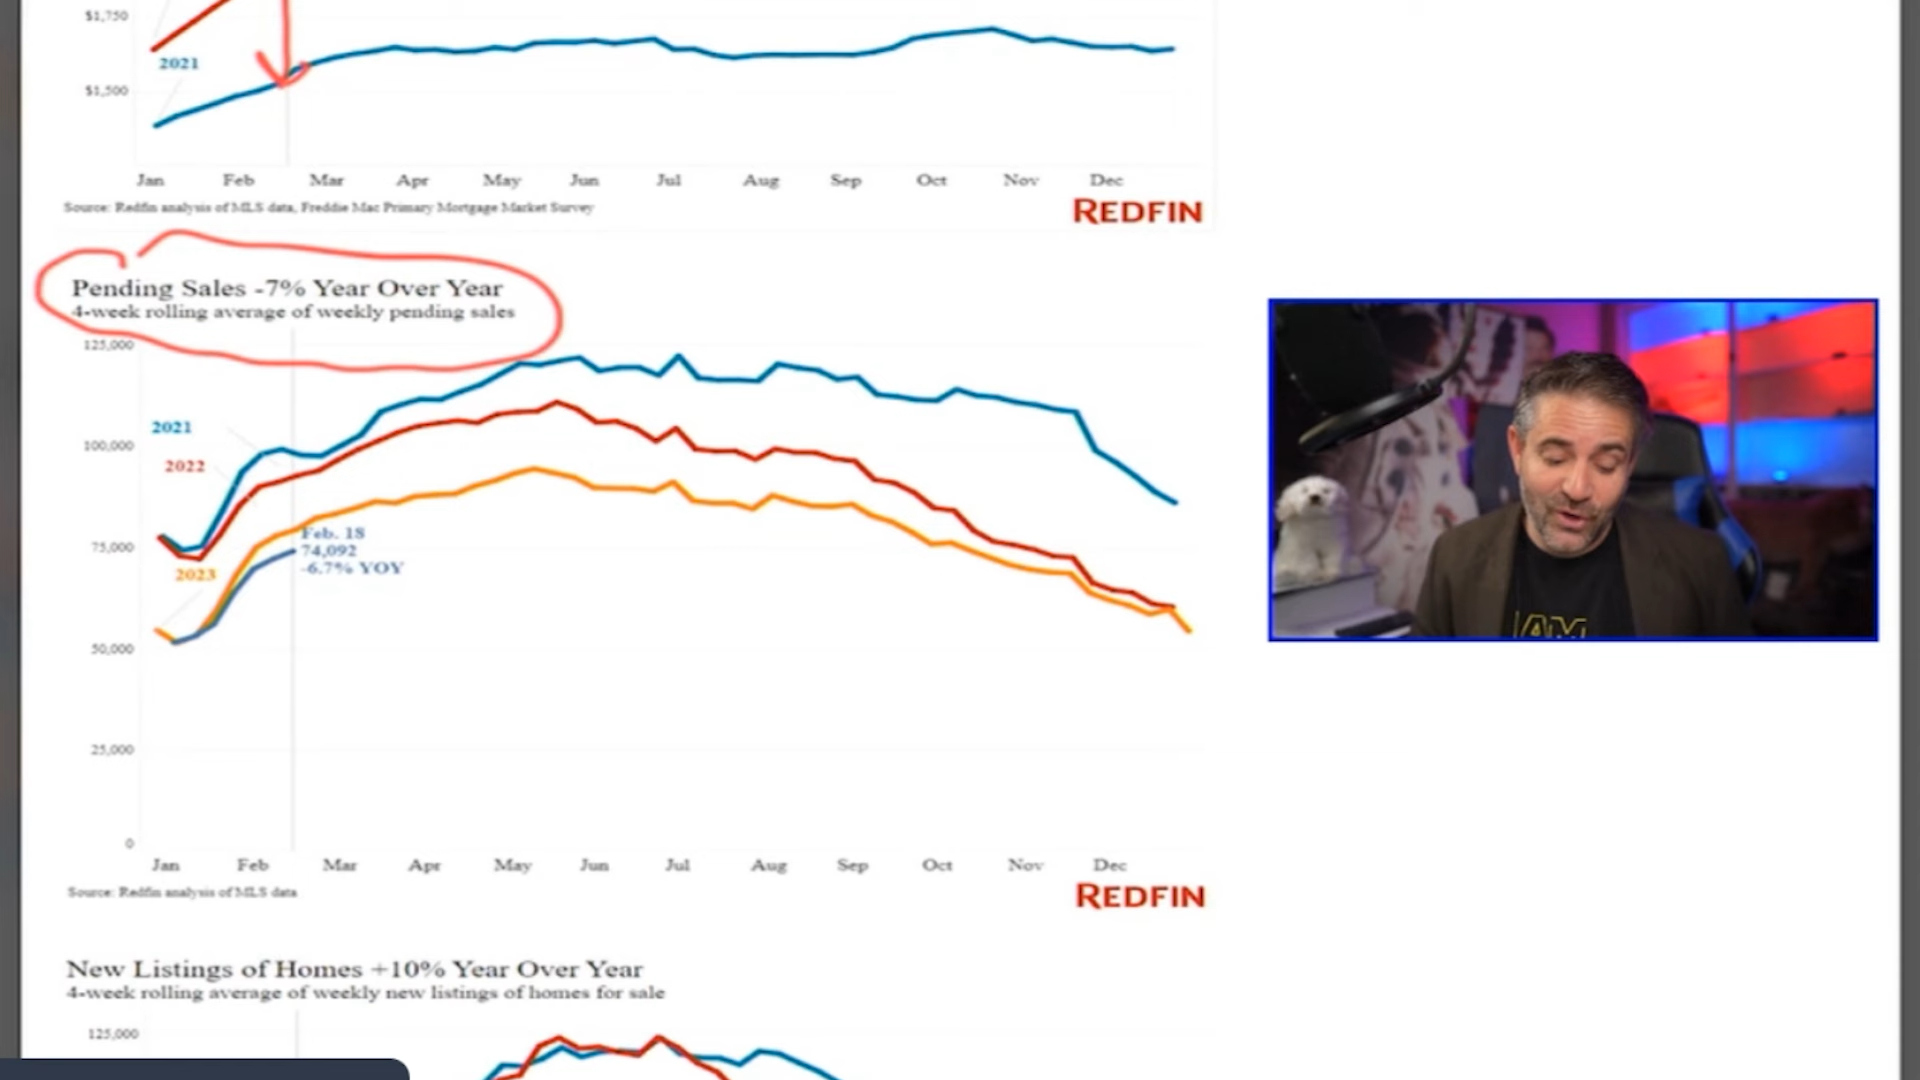 $1,750
2021
$1,500
Jan Feb Mar Apr May Jun Jul Aug Sep Oct Nov Dec
Source: Redfin analysis of MLS data, Freddie Mac Primary Mortgage Market Survey
REDFIN
Pending Sales -7% Year Over Year
4-week rolling average of weekly pending sales
125,000
2021
100,000
2022
Feb. 18
75,000
74,092
-6.7% YOY
2023
50,000
25,000
0
Jan Feb Mar Apr May Jun Jul Aug Sep Oct Nov Dec
Source: Redfin analysis of MLS data
REDFIN
New Listings of Homes +10% Year Over Year
4-week rolling average of weekly new listings of homes for sale
125,000
AM